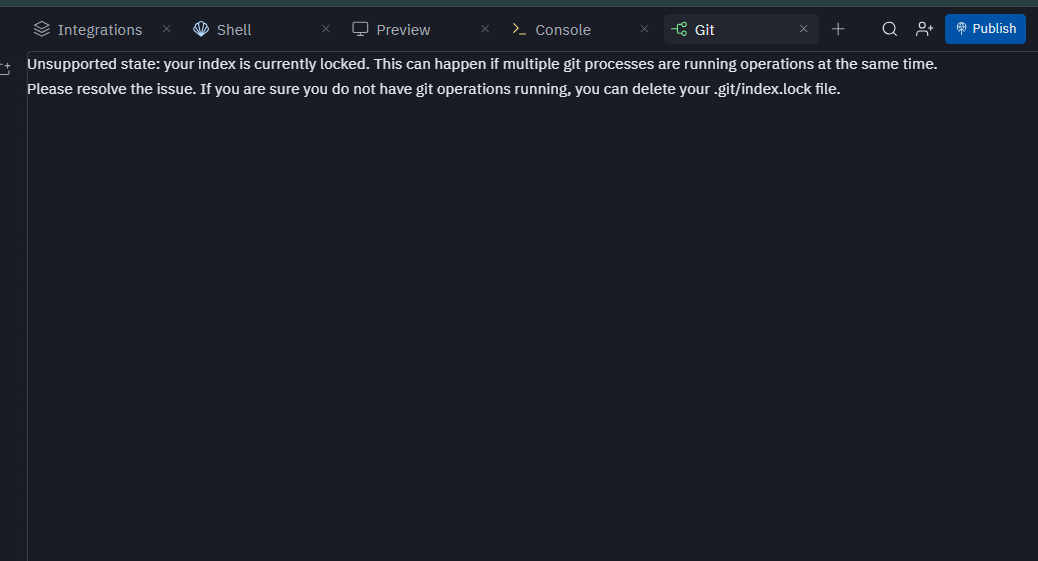 Integrations
Shell
Preview
Console
Git
Publish
Unsupported state: your index is currently locked. This can happen if multiple git processes are running operations at the same time.
Please resolve the issue. If you are sure you do not have git operations running, you can delete your .git/index.lock file.